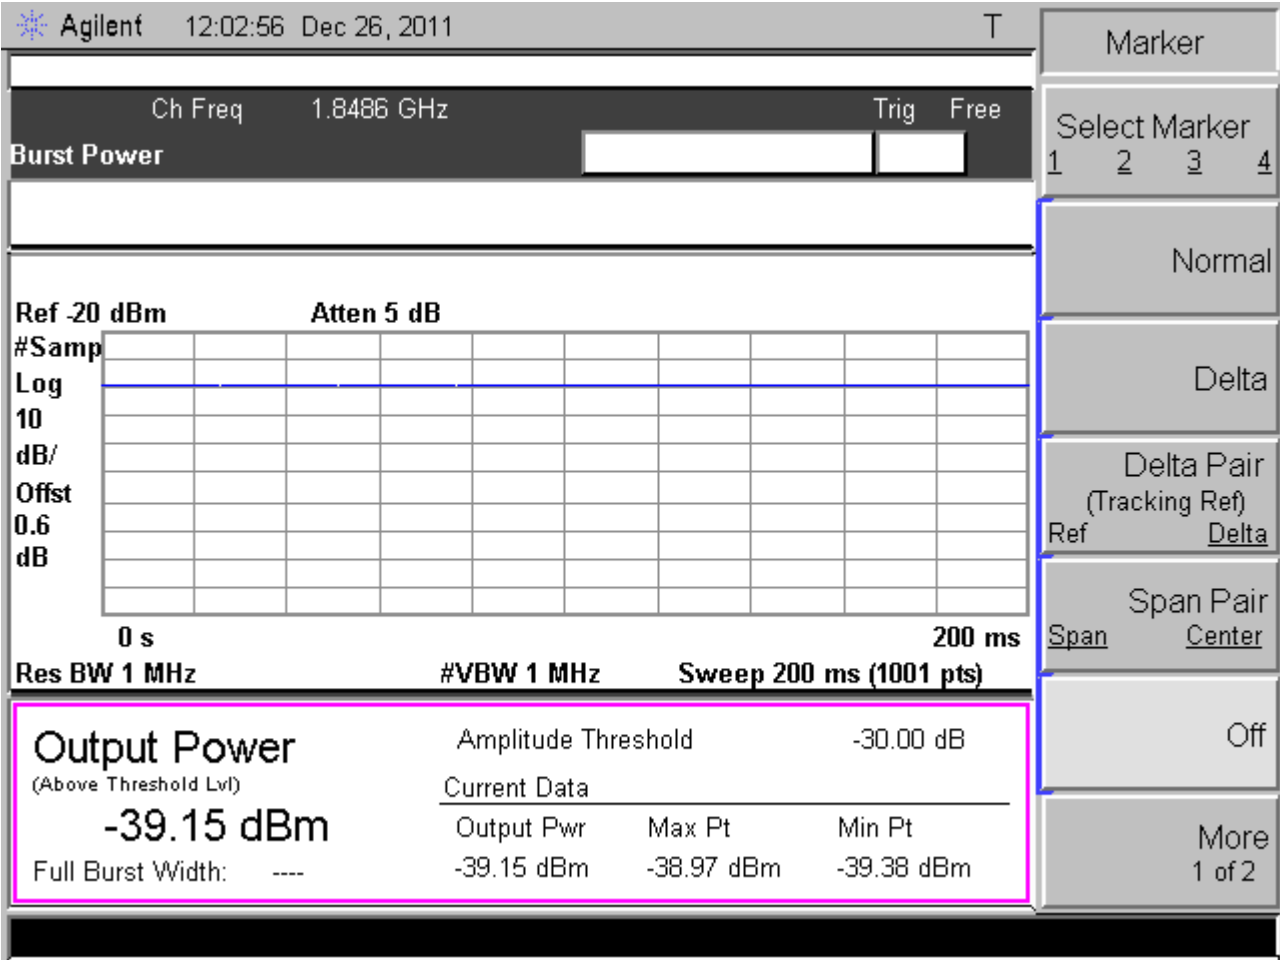 Agilent 12:02:56 Dec 26, 2011 T
Ch Freq 1.8486 GHz Trig Free
Burst Power
Ref -20 dBm Atten 5 dB
#Samp
Log
10
dB/
Offst
0.6
dB
0 s 200 ms
Res BW 1 MHz #VBW 1 MHz Sweep 200 ms (1001 pts)
Output Power
(Above Threshold Lvl)
-39.15 dBm
Full Burst Width: ----
Amplitude Threshold -30.00 dB
Current Data
Output Pwr Max Pt Min Pt
-39.15 dBm -38.97 dBm -39.38 dBm
Marker
Select Marker
1 2 3 4
Normal
Delta
Delta Pair
(Tracking Ref)
Ref Delta
Span Pair
Span Center
Off
More
1 of 2